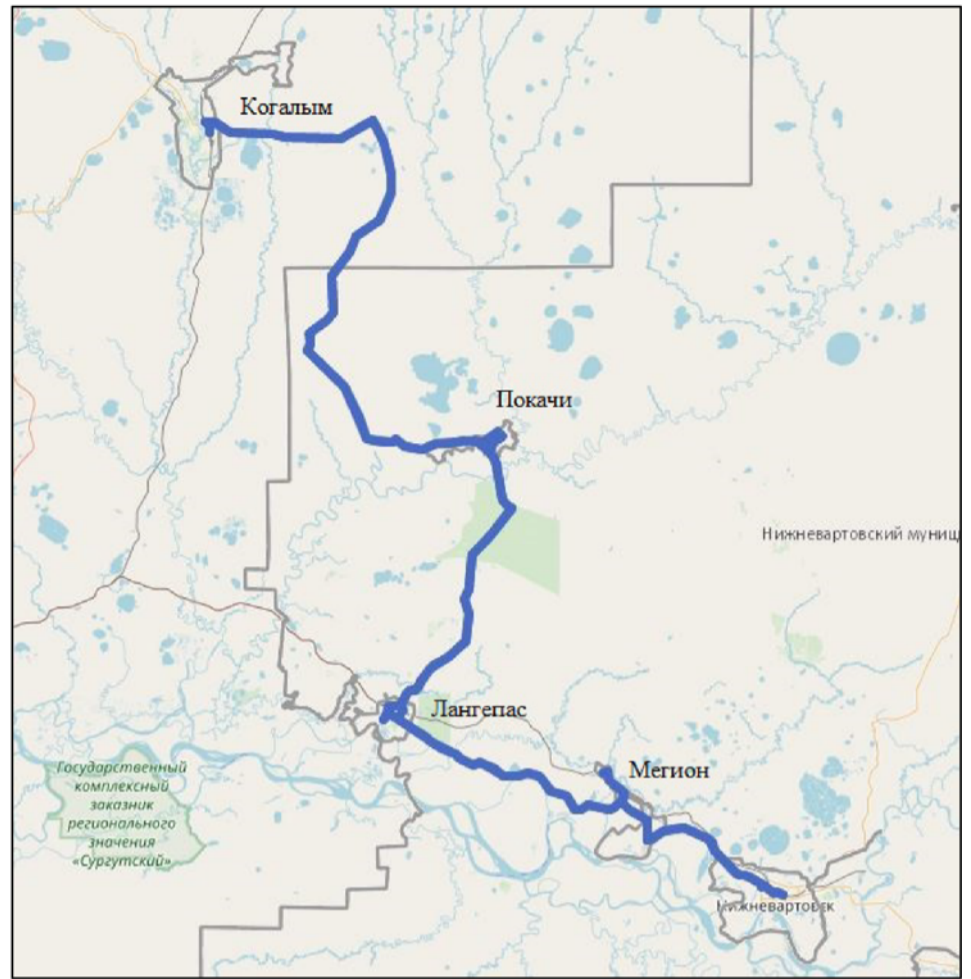 Когалым
Покачи
Нижневартовский муниц
Лангепас
Мегион
Государственный
комплексный
заказник
регионального
значения
«Сургутский»
Нижневартовск